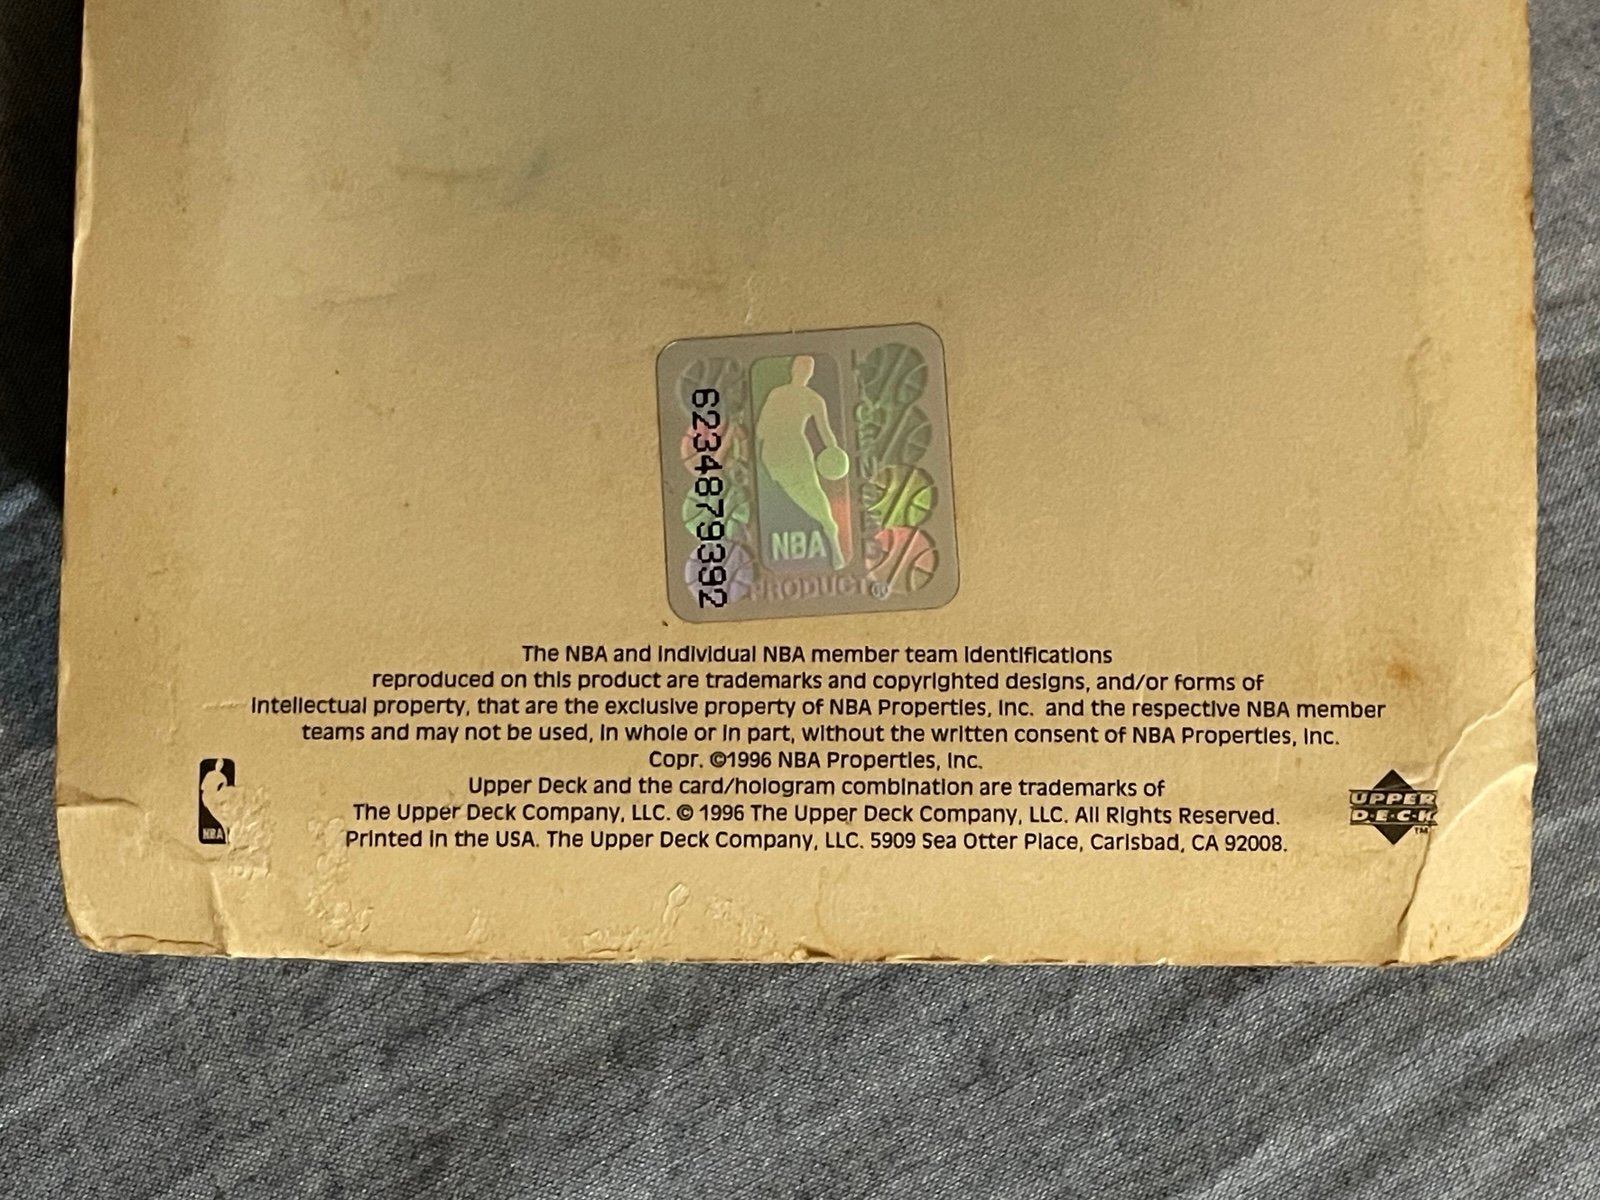 6234879392
NBA
PRODUCT
The NBA and individual NBA member team identifications
reproduced on this product are trademarks and copyrighted designs, and/or forms of
intellectual property, that are the exclusive property of NBA Properties, Inc. and the respective NBA member
teams and may not be used, in whole or in part, without the written consent of NBA Properties, Inc.
Copr. ©1996 NBA Properties, Inc.
Upper Deck and the card/hologram combination are trademarks of
The Upper Deck Company, LLC. © 1996 The Upper Deck Company, LLC. All Rights Reserved.
Printed in the USA. The Upper Deck Company, LLC. 5909 Sea Otter Place, Carlsbad, CA 92008.
NBA
UPPER
D·E·C·K
TM